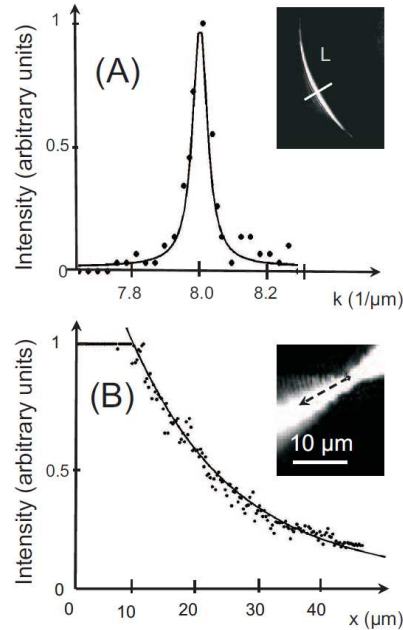 1
0.5
0
Intensity (arbitrary units)
(A)
L
7.8
8.0
8.2
k (1/µm)
1
0.5
0
Intensity (arbitrary units)
(B)
10 µm
0
10
20
30
40
x (µm)